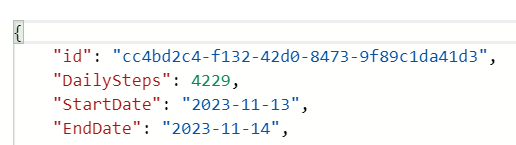 {
"id": "cc4bd2c4-f132-42d0-8473-9f89c1da41d3",
"DailySteps": 4229,
"StartDate": "2023-11-13",
"EndDate": "2023-11-14",